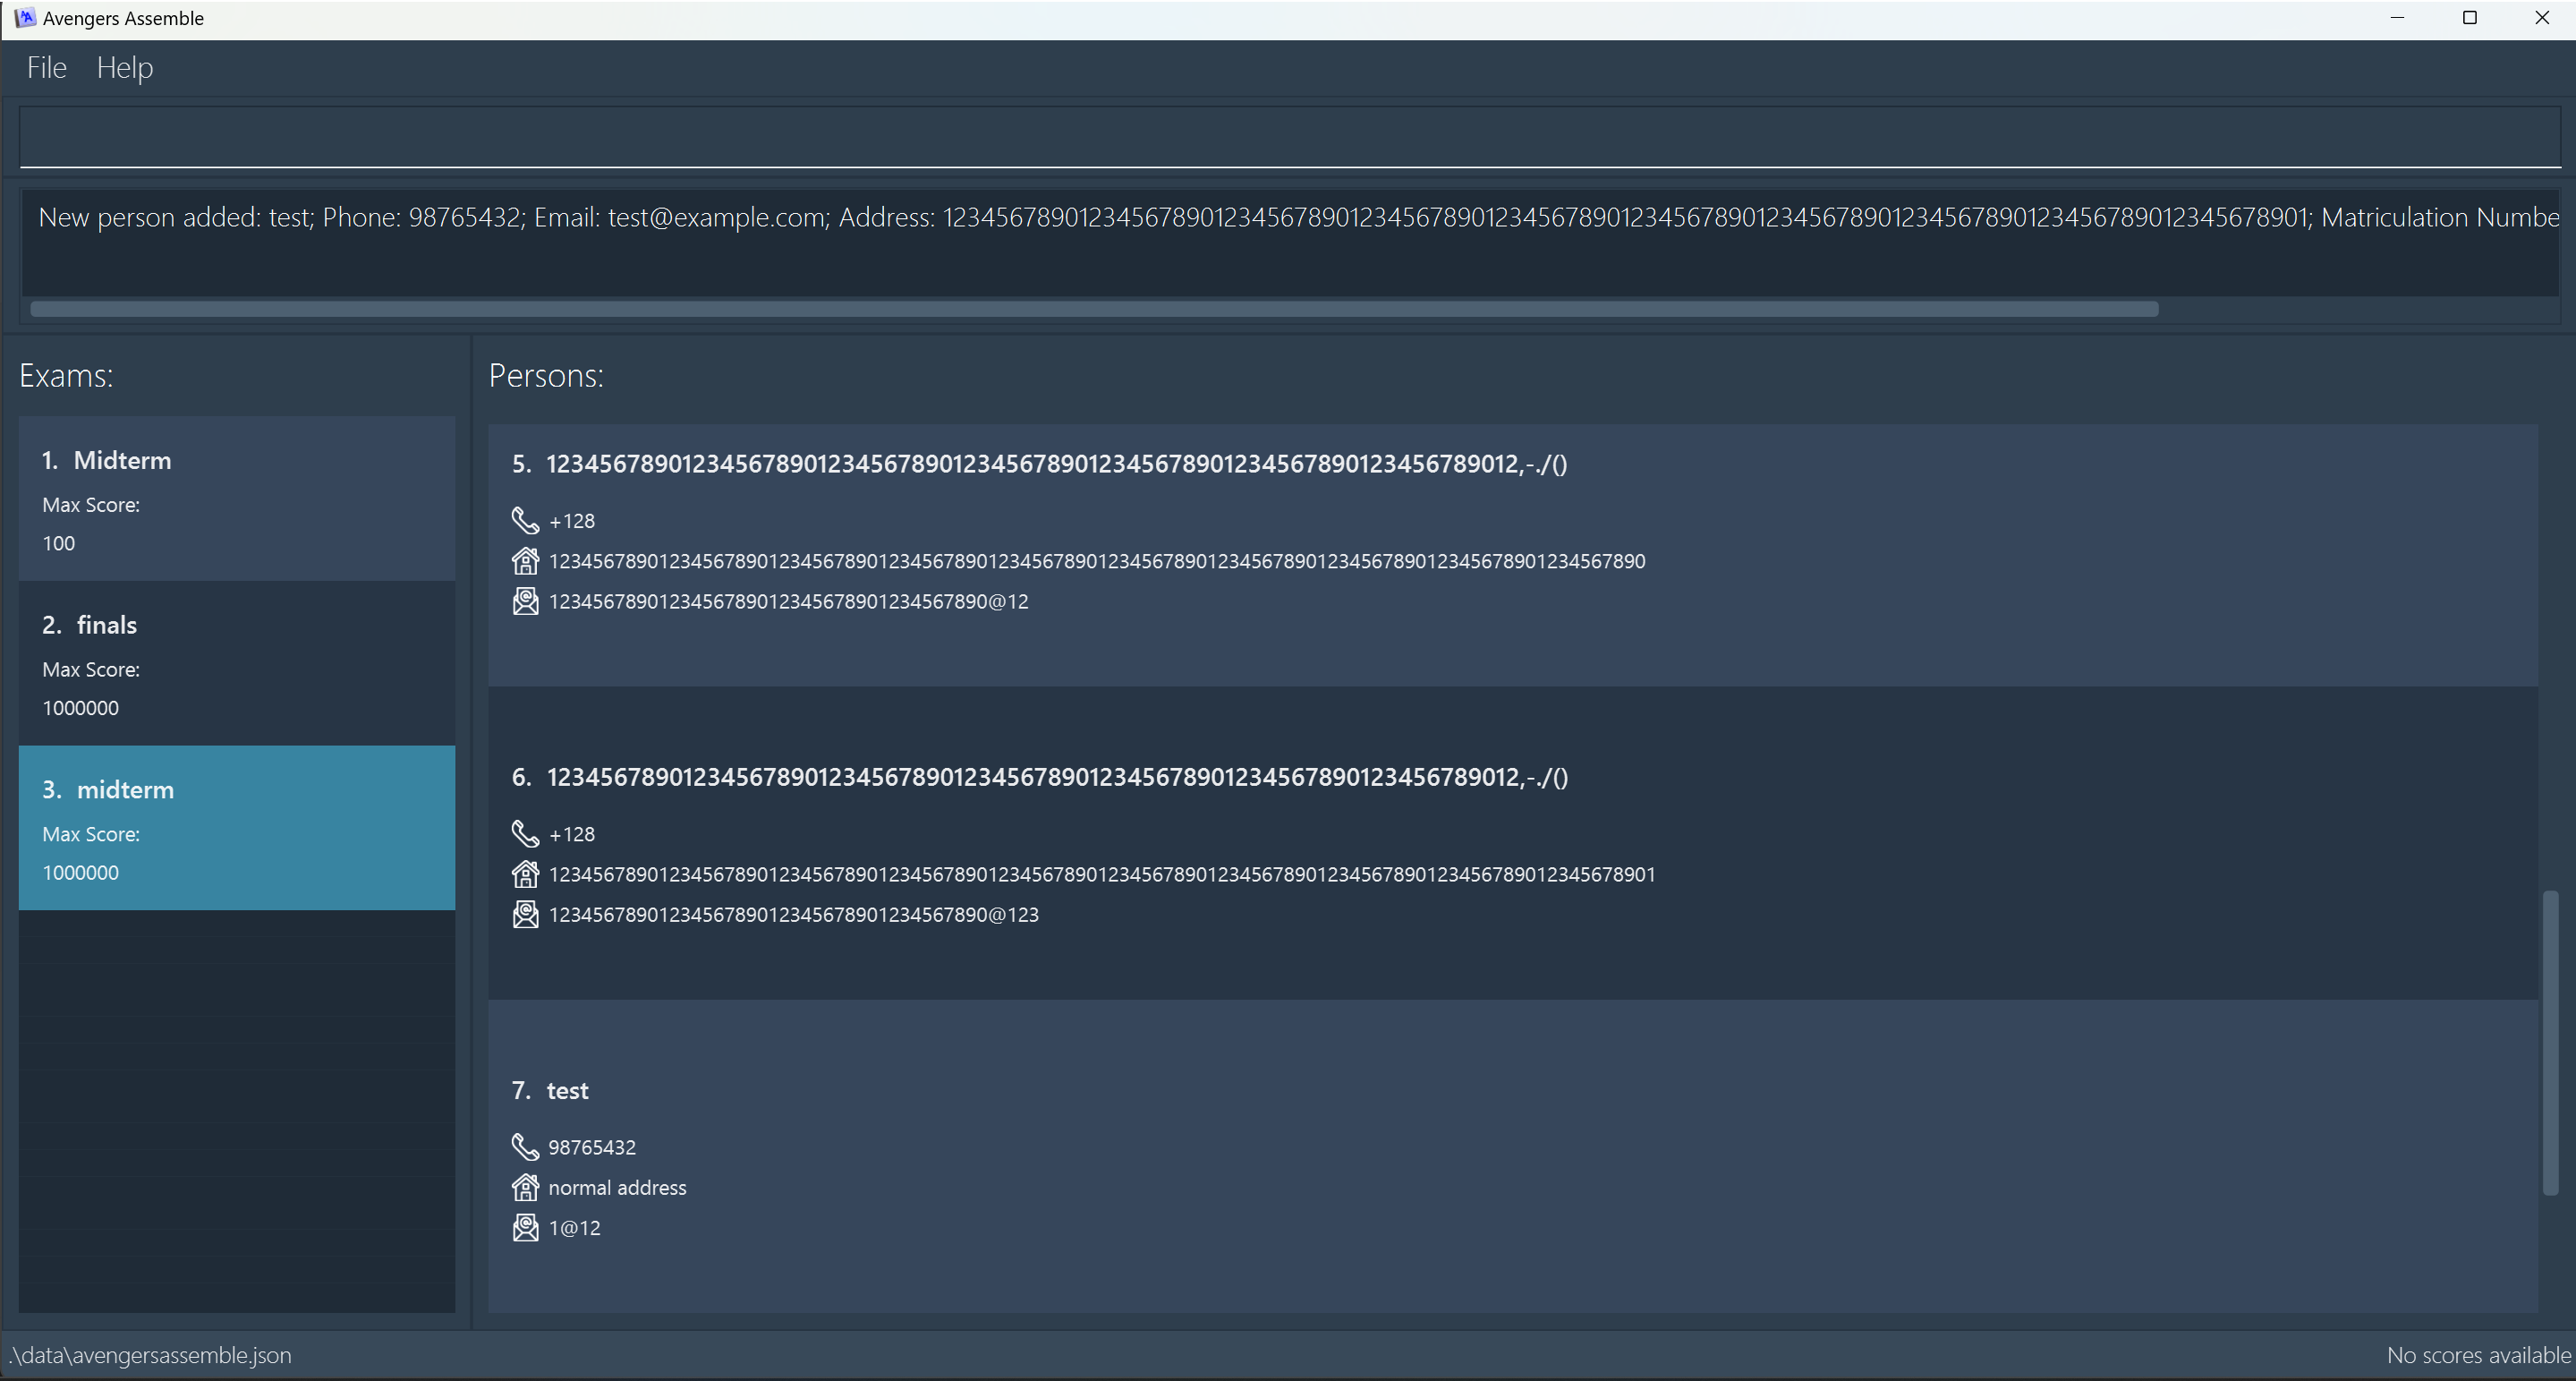 Avengers Assemble
File Help
New person added: test; Phone: 98765432; Email: test@example.com; Address: 12345678901234567890123456789012345678901234567890123456789012345678901234567890123456789012345678901; Matriculation Numbe
Exams:
1. Midterm
Max Score:
100
2. finals
Max Score:
1000000
3. midterm
Max Score:
1000000
Persons:
5. 123456789012345678901234567890123456789012345678901234567890123456789012,-./()
+128
1234567890123456789012345678901234567890123456789012345678901234567890123456789012345678901234567890
1234567890123456789012345678901234567890@12
6. 123456789012345678901234567890123456789012345678901234567890123456789012,-./()
+128
12345678901234567890123456789012345678901234567890123456789012345678901234567890123456789012345678901
1234567890123456789012345678901234567890@123
7. test
98765432
normal address
1@12
.\data\avengersassemble.json
No scores available